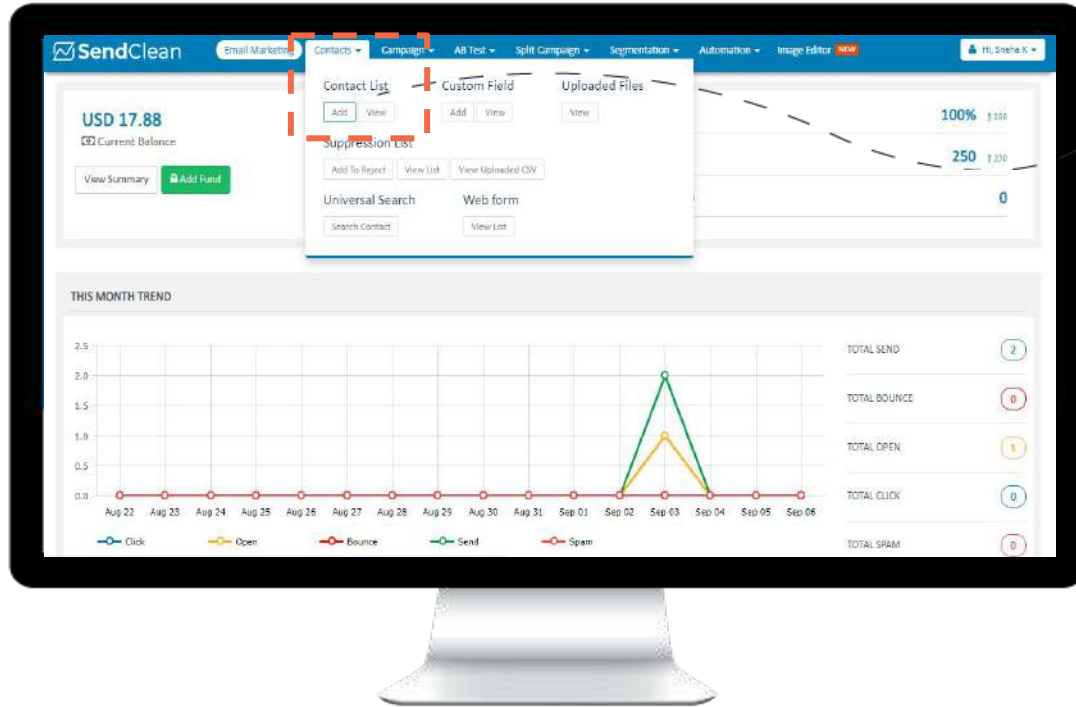 SendClean
Email Marketing Contacts Campaign AB Test Split Campaign Segmentation Automation Image Editor NEW Hi, Sneha K
Contact List Custom Field Uploaded Files
Add View Add View View
Suppression List
Add To Reject View List View Uploaded CSV
Universal Search Web form
Search Contact View List
USD 17.88
Current Balance
View Summary Add Fund
100%
250
0
THIS MONTH TREND
2.5
2.0
1.5
1.0
0.5
0.0
Aug 22 Aug 23 Aug 24 Aug 25 Aug 26 Aug 27 Aug 28 Aug 29 Aug 30 Aug 31 Sep 01 Sep 02 Sep 03 Sep 04 Sep 05 Sep 06
Click Open Bounce Send Spam
TOTAL SEND 2
TOTAL BOUNCE 0
TOTAL OPEN 1
TOTAL CLICK 0
TOTAL SPAM 0